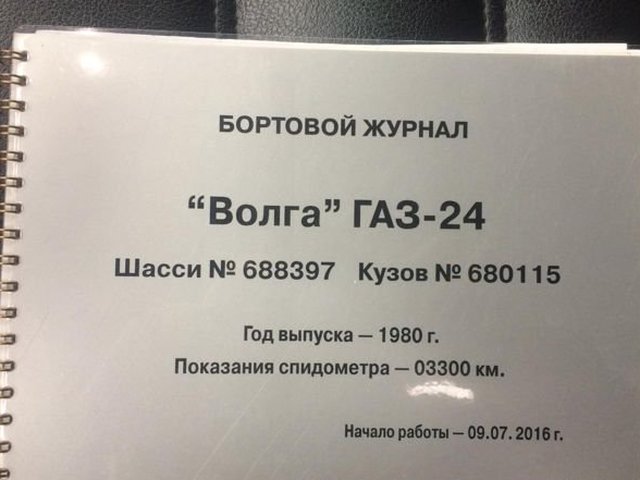 БОРТОВОЙ ЖУРНАЛ
“Волга” ГАЗ-24
Шасси № 688397 Кузов № 680115
Год выпуска – 1980 г.
Показания спидометра – 03300 км.
Начало работы – 09.07. 2016 г.